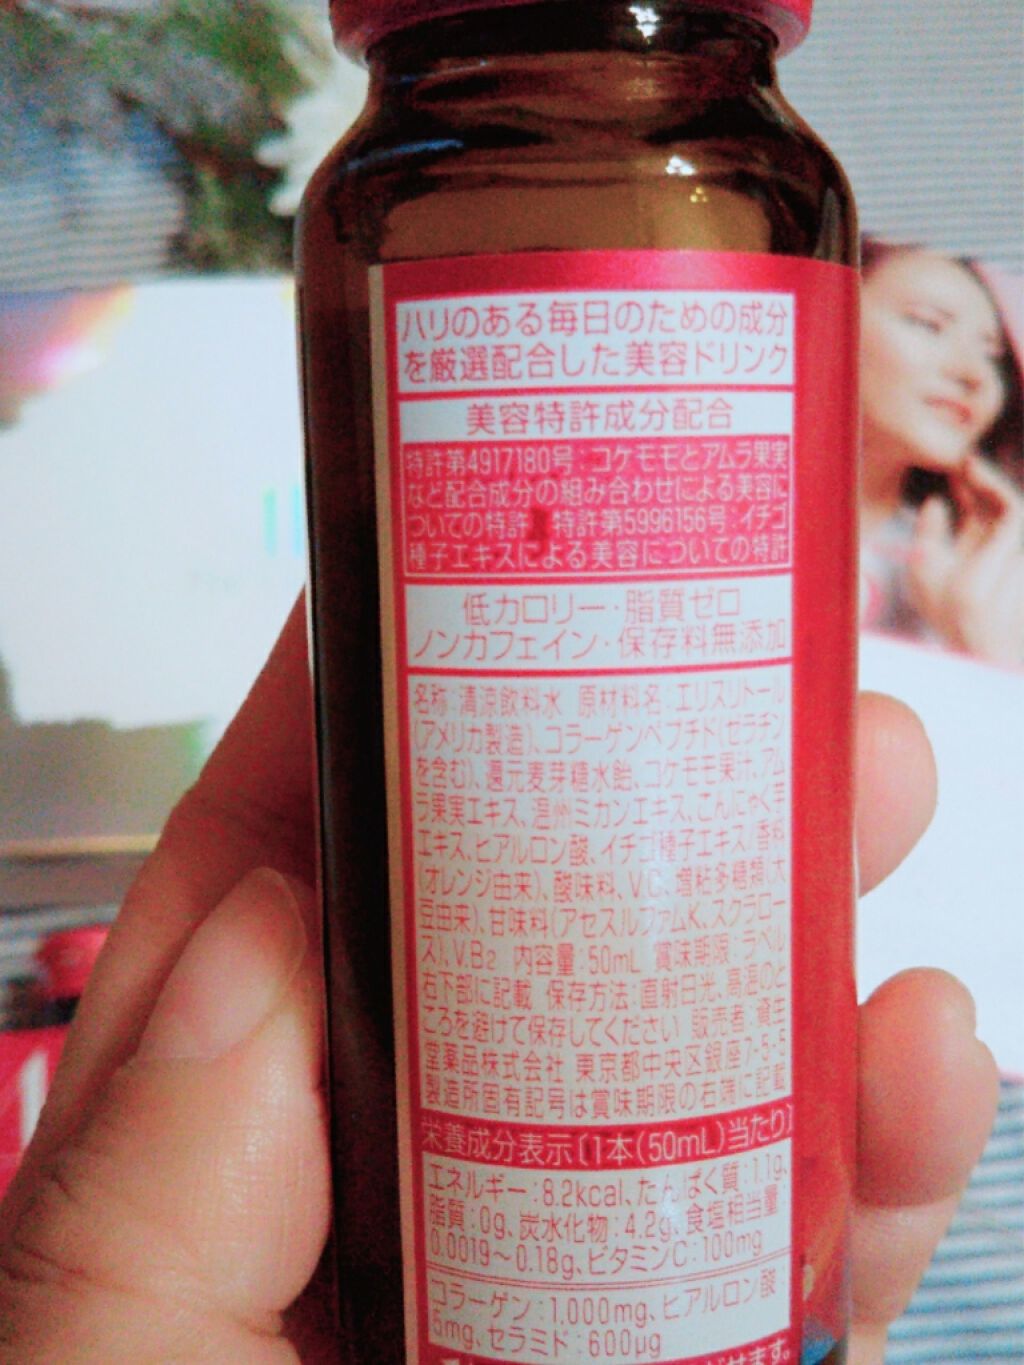 ハリのある毎日のための成分
を厳選配合した美容ドリンク
美容特許成分配合
特許第4917180号：コケモモとアムラ果実
など配合成分の組み合わせによる美容に
ついての特許 特許第5996156号：イチゴ
種子エキスによる美容についての特許
低カロリー・脂質ゼロ
ノンカフェイン・保存料無添加
名称：清涼飲料水 原材料名：エリスリトール
(アメリカ製造)、コラーゲンペプチド(ゼラチン
を含む)、還元麦芽糖水飴、コケモモ果汁、アム
ラ果実エキス、温州ミカンエキス、こんにゃく芋
エキス、ヒアルロン酸、イチゴ種子エキス/香料
(オレンジ由来)、酸味料、V.C、増粘多糖類(大
豆由来)、甘味料(アセスルファムK、スクラロー
ス)、V.B2 内容量：50mL 賞味期限：ラベル
右下部に記載 保存方法：直射日光、高温のと
ころを避けて保存してください 販売者：資生
堂薬品株式会社 東京都中央区銀座7-5-5
製造所固有記号は賞味期限の右端に記載
栄養成分表示〔1本(50mL)当たり〕
エネルギー：8.2kcal、たんぱく質：1.1g、
脂質：0g、炭水化物：4.2g、食塩相当量：
0.0019～0.18g、ビタミンC：100mg
コラーゲン：1,000mg、ヒアルロン酸：
5mg、セラミド：600μg